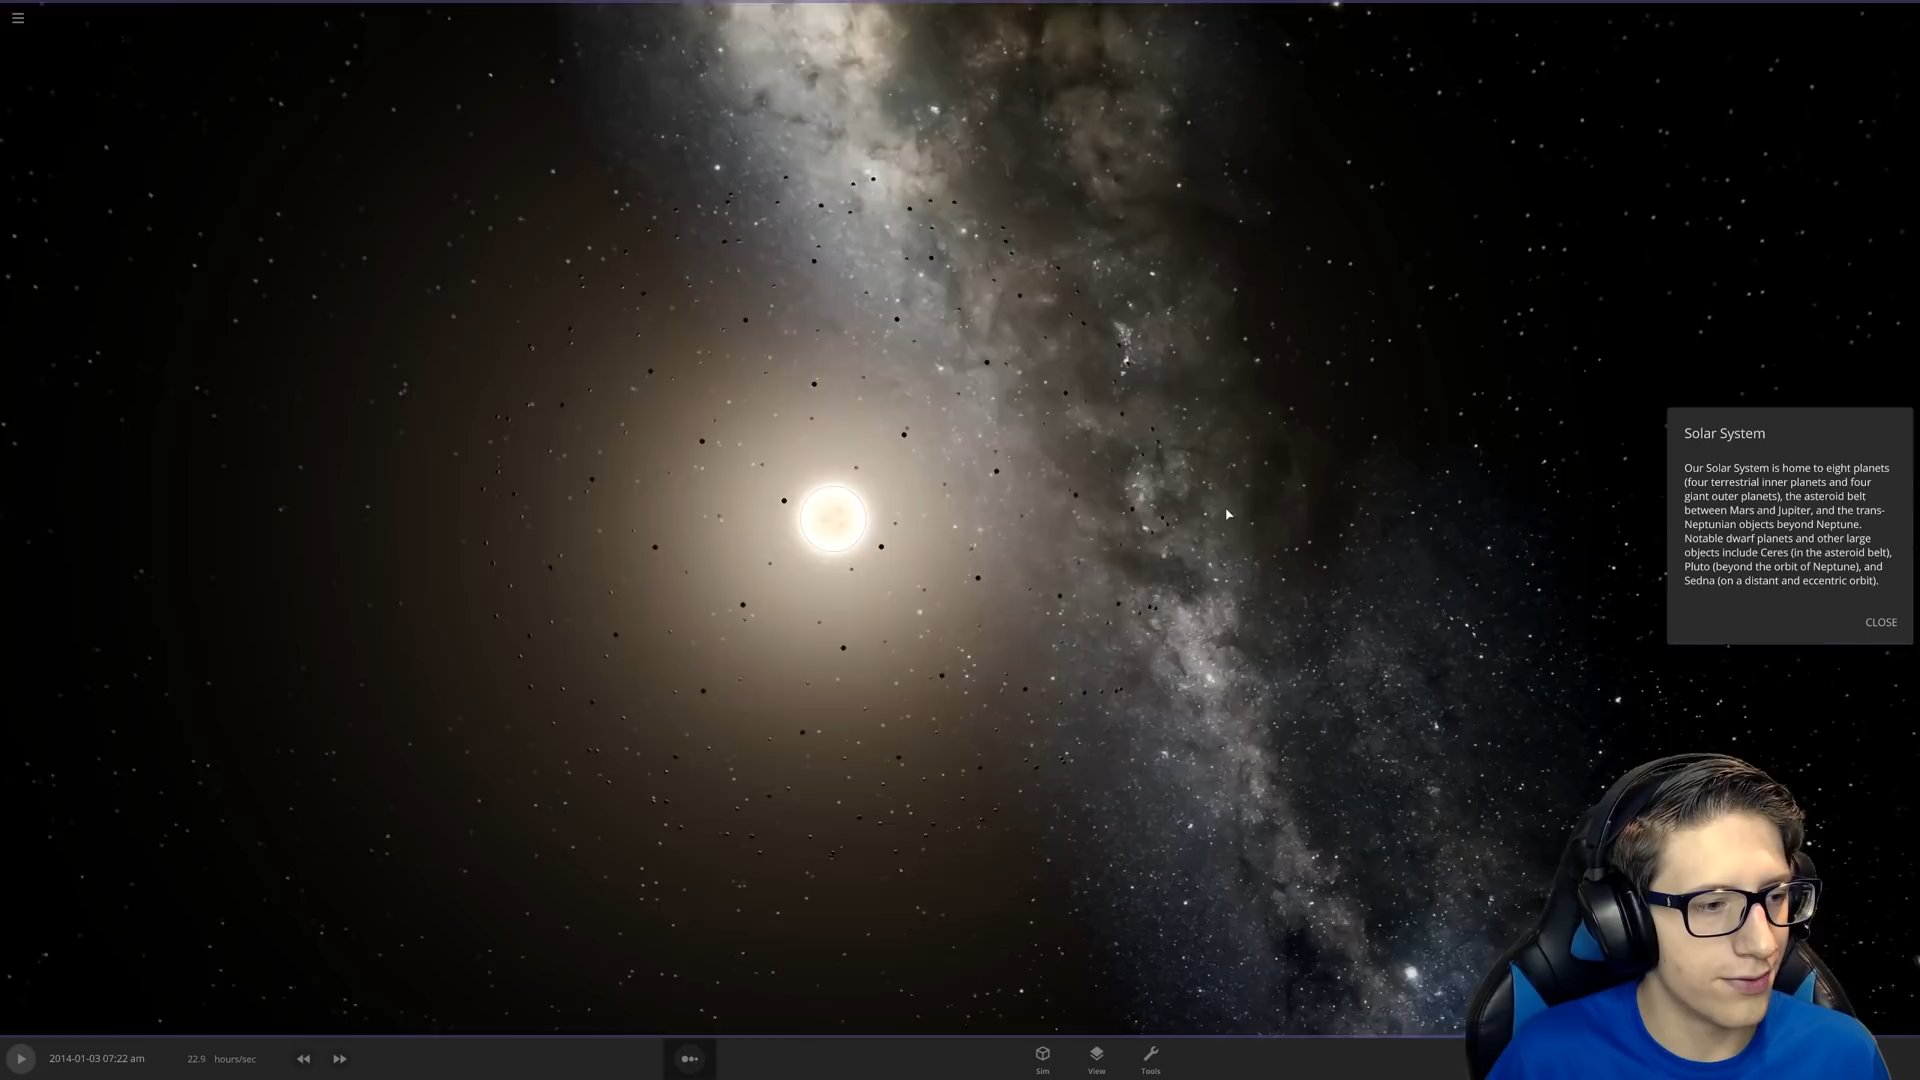 Solar System
Our Solar System is home to eight planets
(four terrestrial inner planets and four
giant outer planets), the asteroid belt
between Mars and Jupiter, and the trans-
Neptunian objects beyond Neptune.
Notable dwarf planets and other large
objects include Ceres (in the asteroid belt),
Pluto (beyond the orbit of Neptune), and
Sedna (on a distant and eccentric orbit).
CLOSE
2014-01-03 07:22 am
22.9 hours/sec
Sim
View
Tools